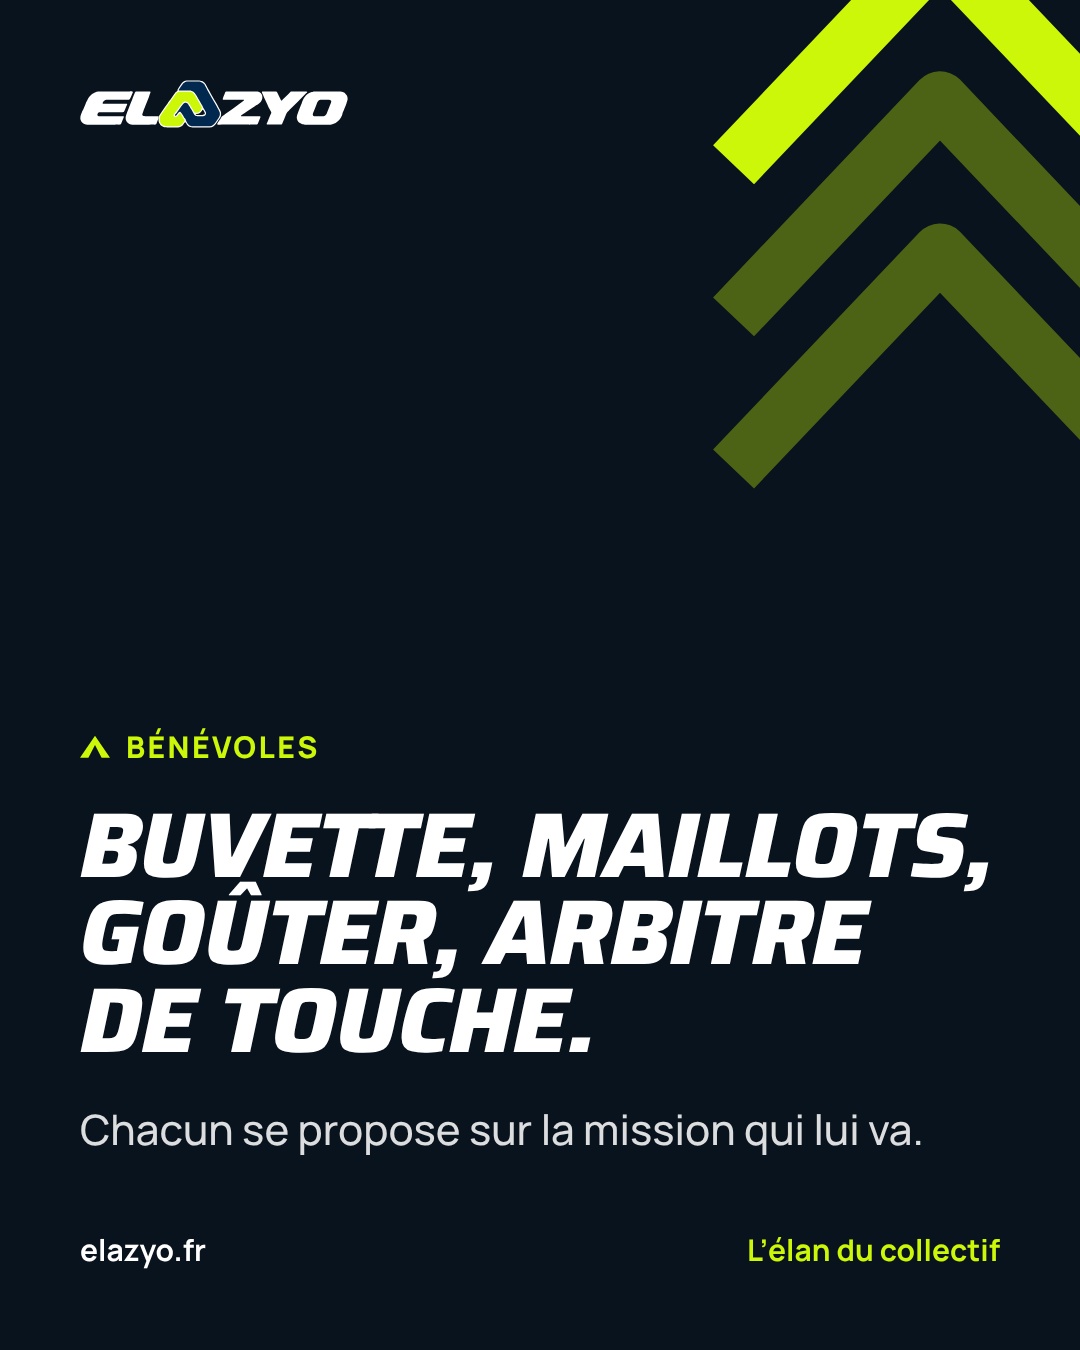 ELAZYO
BÉNÉVOLES
BUVETTE, MAILLOTS,
GOÛTER, ARBITRE
DE TOUCHE.
Chacun se propose sur la mission qui lui va.
elazyo.fr
L’élan du collectif